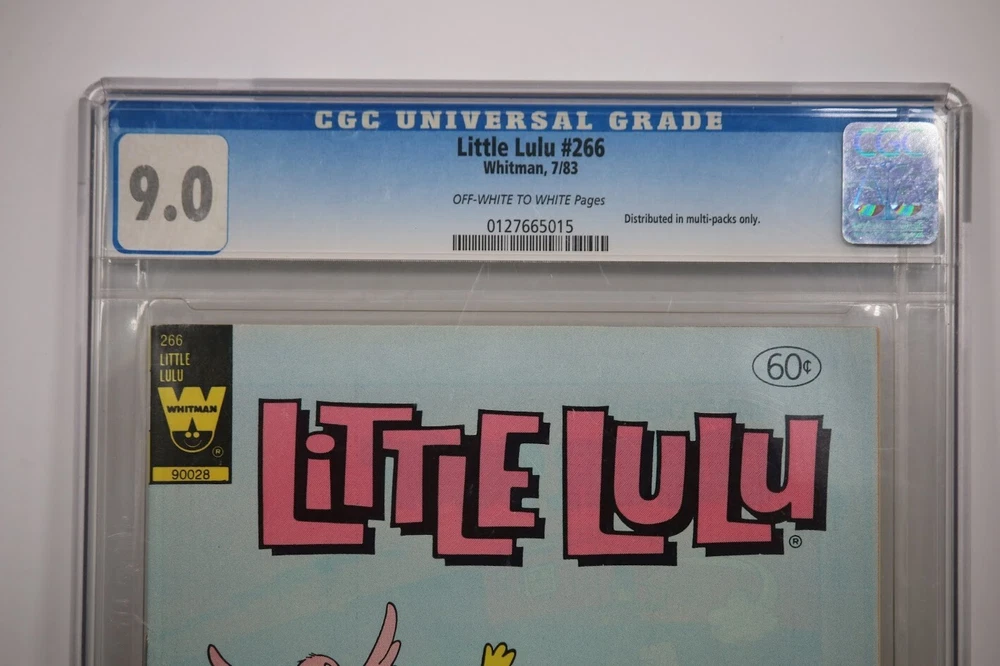 CGC UNIVERSAL GRADE
9.0
Little Lulu #266
Whitman, 7/83
OFF-WHITE TO WHITE Pages
0127665015
Distributed in multi-packs only.
CGC
266
LITTLE
LULU
WHITMAN
®
90028
60¢
LiTTLE LULU
®